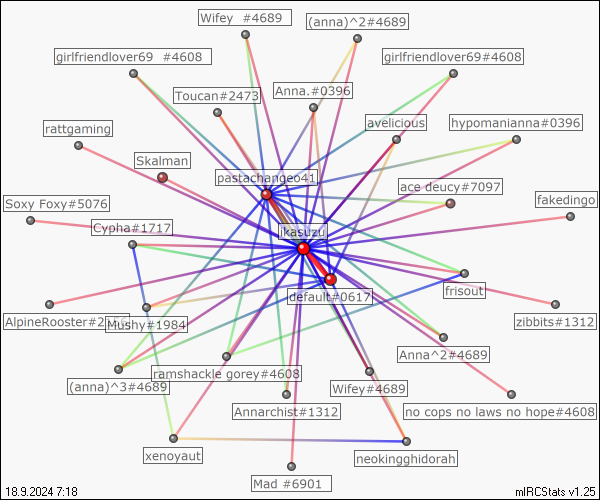 Wifey #4689
(anna)^2#4689
girlfriendlover69 #4608
girlfriendlover69#4608
Toucan#2473
Anna.#0396
rattgaming
avelicious
hypomanianna#0396
Skalman
pastachangeo41
ace deucy#7097
Soxy Foxy#5076
fakedingo
Cypha#1717
ikasuzu
default#0617
frisout
AlpineRooster#2
Mushy#1984
zibbits#1312
Anna^2#4689
(anna)^3#4689
ramshackle gorey#4608
Wifey#4689
Annarchist#1312
no cops no laws no hope#4608
xenoyaut
neokingghidorah
Mad #6901
18.9.2024 7:18
mIRCStats v1.25